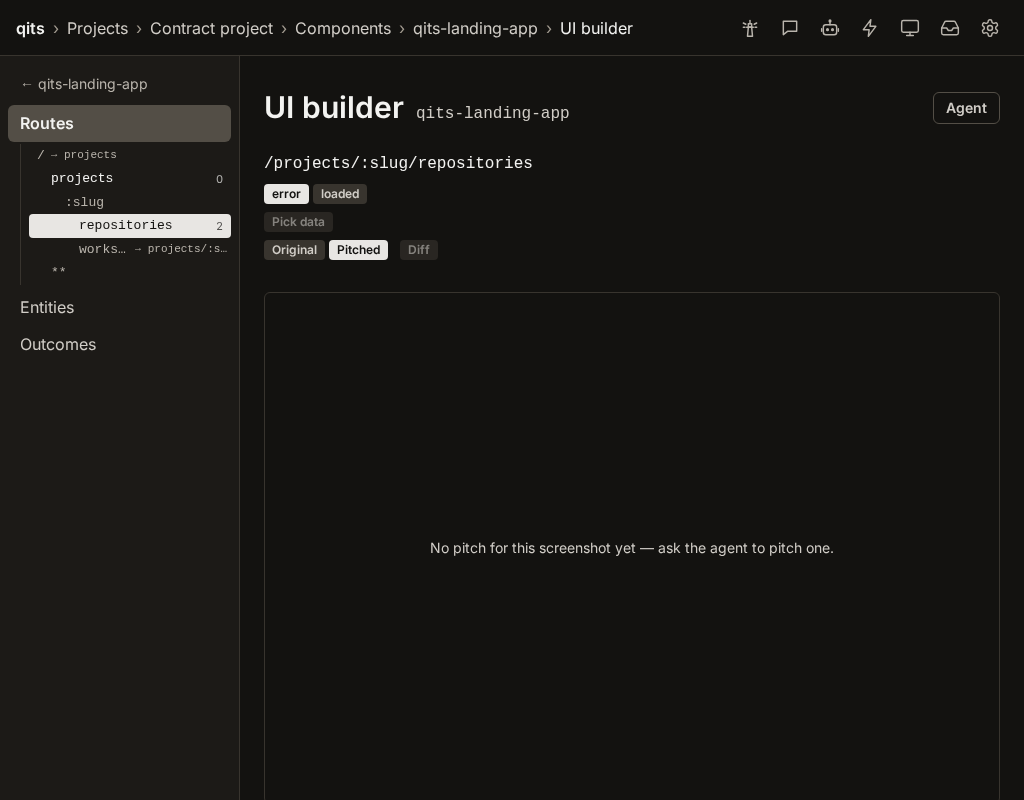 qits › Projects › Contract project › Components › qits-landing-app › UI builder
← qits-landing-app
Routes
/ → projects
projects 0
:slug
repositories 2
works… → projects/:s…
**
Entities
Outcomes
UI builder qits-landing-app
Agent
/projects/:slug/repositories
error loaded
Pick data
Original Pitched Diff
No pitch for this screenshot yet — ask the agent to pitch one.